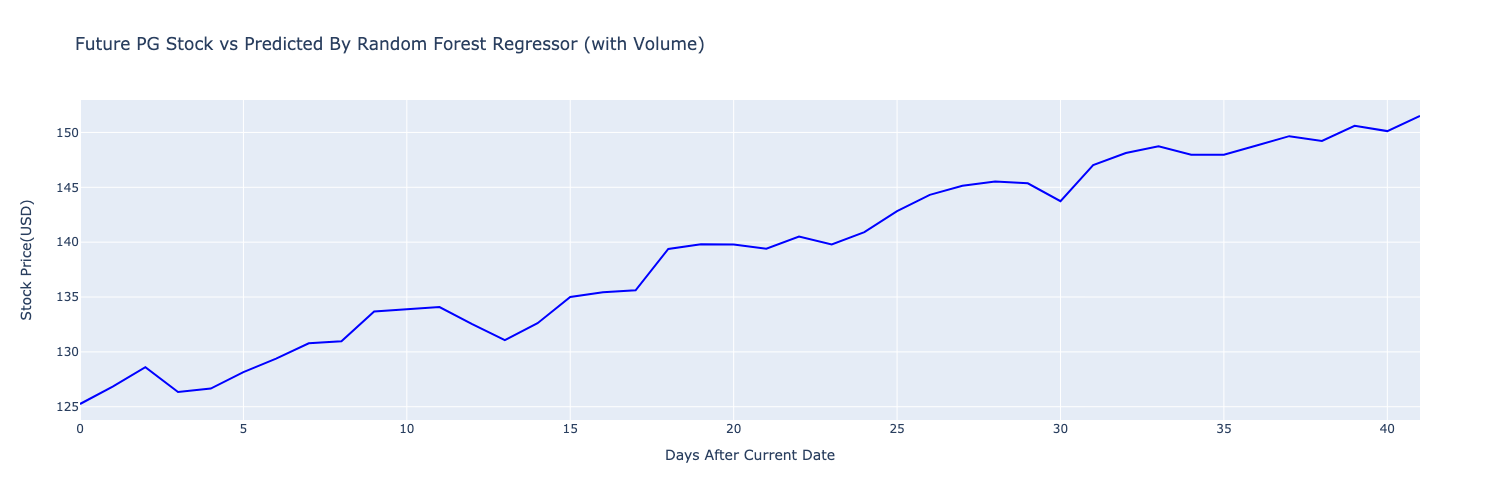 Future PG Stock vs Predicted By Random Forest Regressor (with Volume)
Stock Price(USD)
150
145
140
135
130
125
0 5 10 15 20 25 30 35 40
Days After Current Date